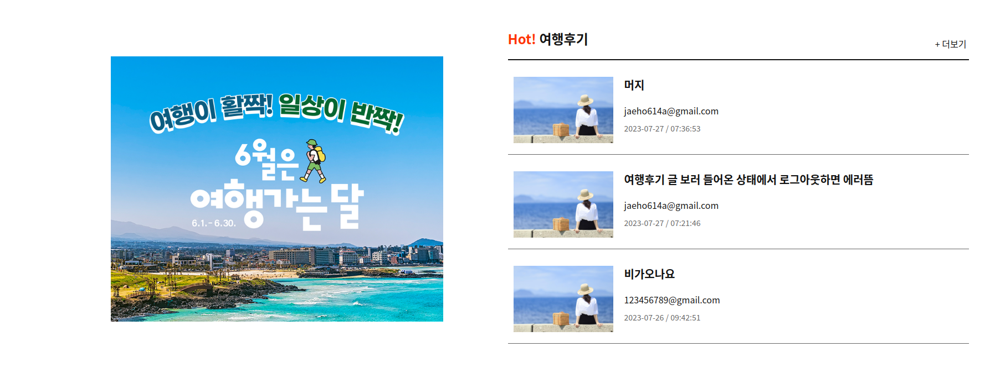 여행이 활짝! 일상이 반짝!
6월은
여행가는 달
6.1.- 6.30.
Hot! 여행후기
+ 더보기
머지
jaeho614a@gmail.com
2023-07-27 / 07:36:53
여행후기 글 보러 들어온 상태에서 로그아웃하면 에러뜸
jaeho614a@gmail.com
2023-07-27 / 07:21:46
비가오나요
123456789@gmail.com
2023-07-26 / 09:42:51